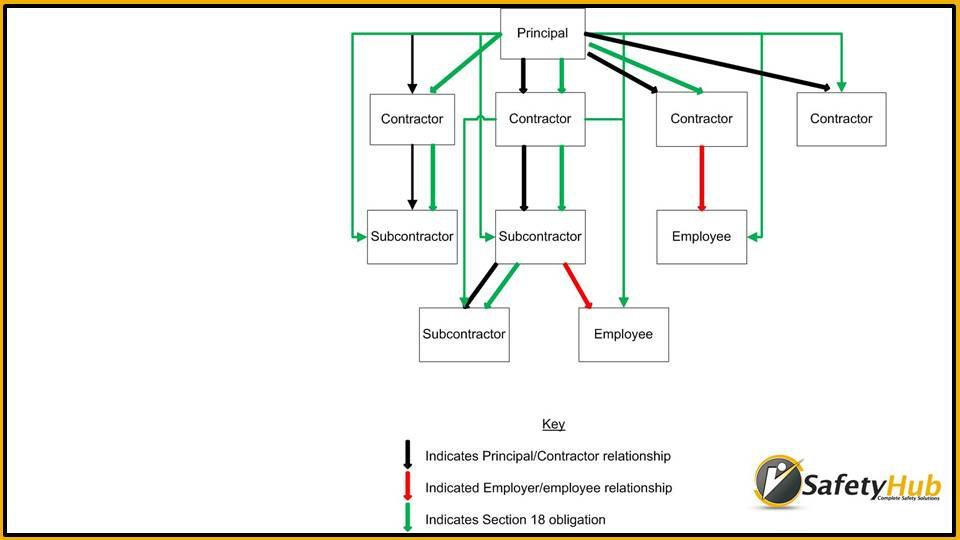 Principal
Contractor
Contractor
Contractor
Contractor
Subcontractor
Subcontractor
Employee
Subcontractor
Employee
Key
Indicates Principal/Contractor relationship
Indicated Employer/employee relationship
Indicates Section 18 obligation
SafetyHub
Complete Safety Solutions